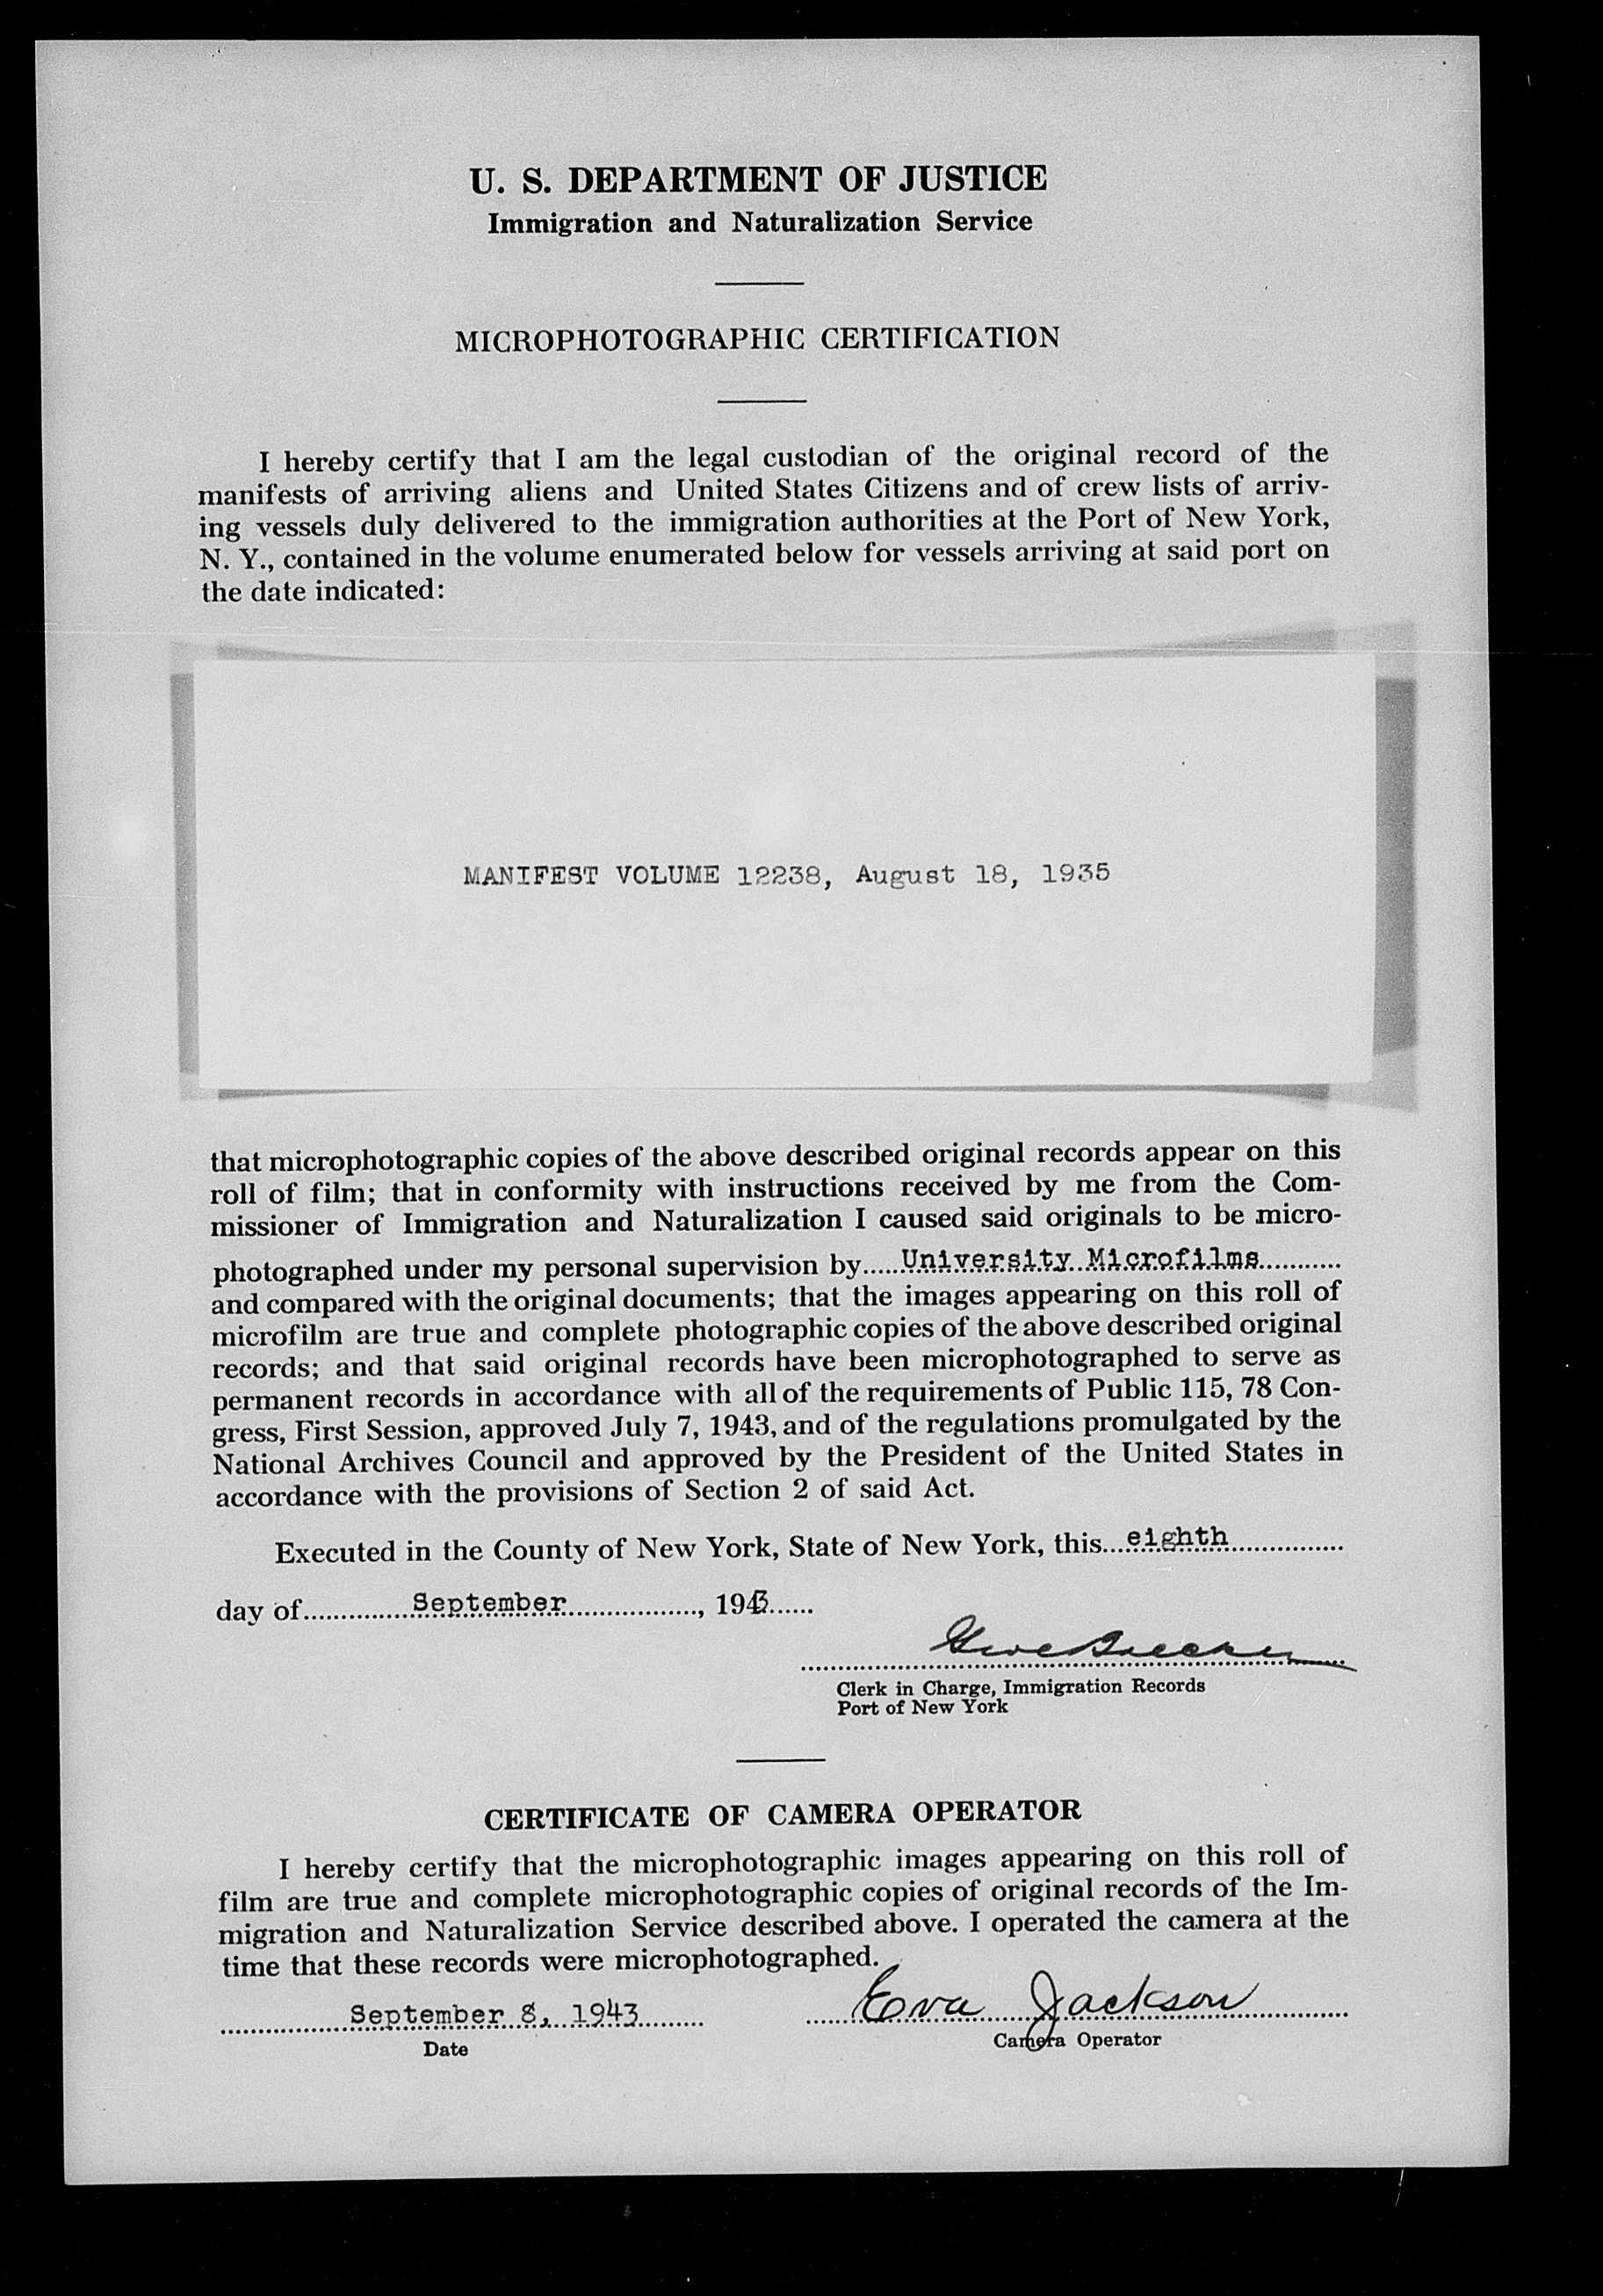 U. S. DEPARTMENT OF JUSTICE
Immigration and Naturalization Service
MICROPHOTOGRAPHIC CERTIFICATION
I hereby certify that I am the legal custodian of the original record of the
manifests of arriving aliens and United States Citizens and of crew lists of arriv-
ing vessels duly delivered to the immigration authorities at the Port of New York,
N. Y., contained in the volume enumerated below for vessels arriving at said port on
the date indicated:
MANIFEST VOLUME 12238, August 18, 1935
that microphotographic copies of the above described original records appear on this
roll of film; that in conformity with instructions received by me from the Com-
missioner of Immigration and Naturalization I caused said originals to be micro-
photographed under my personal supervision by.....University Microfilms...........
and compared with the original documents; that the images appearing on this roll of
microfilm are true and complete photographic copies of the above described original
records; and that said original records have been microphotographed to serve as
permanent records in accordance with all of the requirements of Public 115, 78 Con-
gress, First Session, approved July 7, 1943, and of the regulations promulgated by the
National Archives Council and approved by the President of the United States in
accordance with the provisions of Section 2 of said Act.
Executed in the County of New York, State of New York, this....eighth...............
day of...............September.................., 1943......
Clerk in Charge, Immigration Records
Port of New York
CERTIFICATE OF CAMERA OPERATOR
I hereby certify that the microphotographic images appearing on this roll of
film are true and complete microphotographic copies of original records of the Im-
migration and Naturalization Service described above. I operated the camera at the
time that these records were microphotographed.
September 8, 1943 Eva Jackson
Date Camera Operator